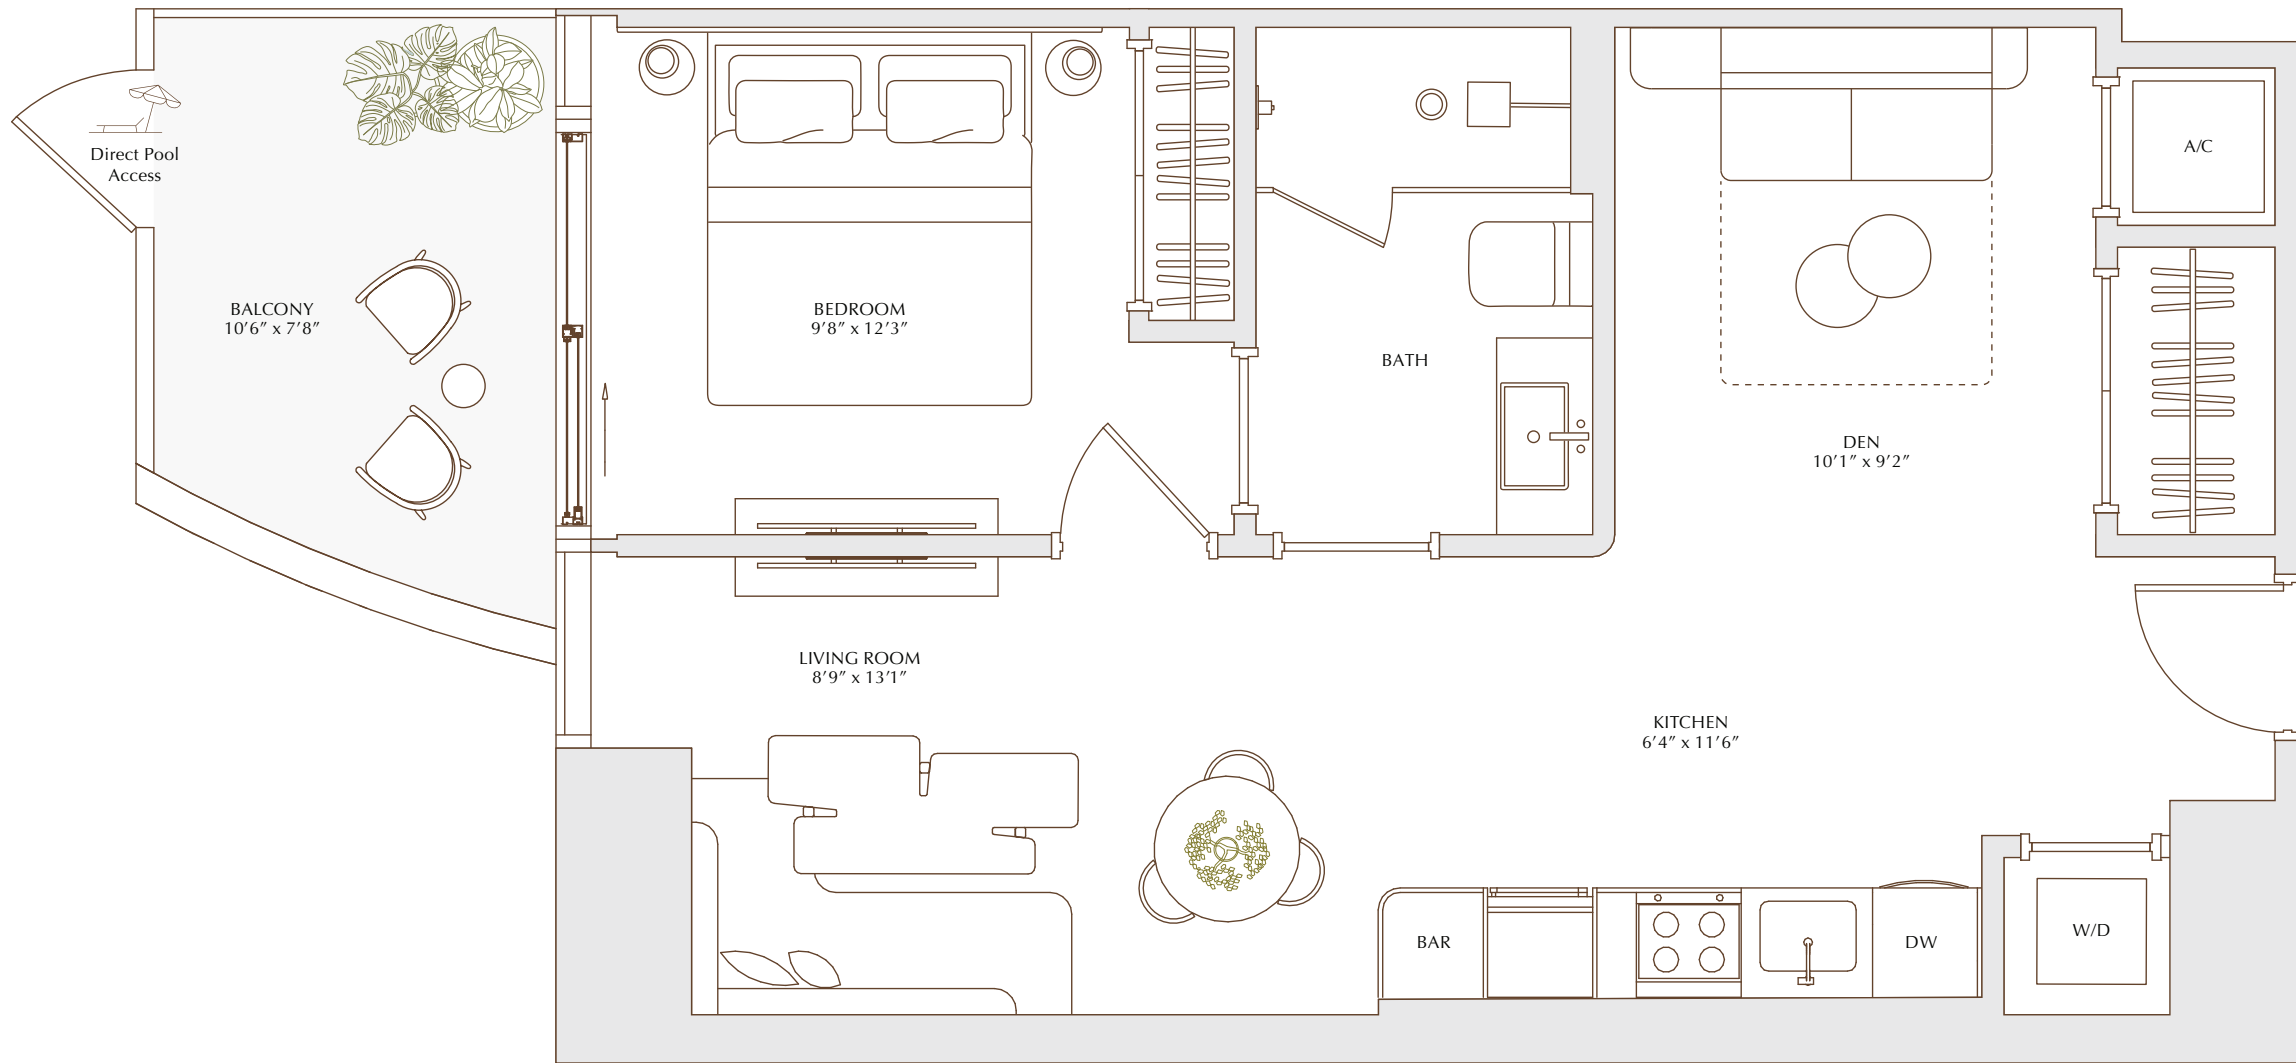 Direct Pool
Access
A/C
BALCONY
10’6” x 7’8”
BEDROOM
9’8” x 12’3”
BATH
DEN
10’1” x 9’2”
LIVING ROOM
8’9” x 13’1”
KITCHEN
6’4” x 11’6”
BAR
DW
W/D